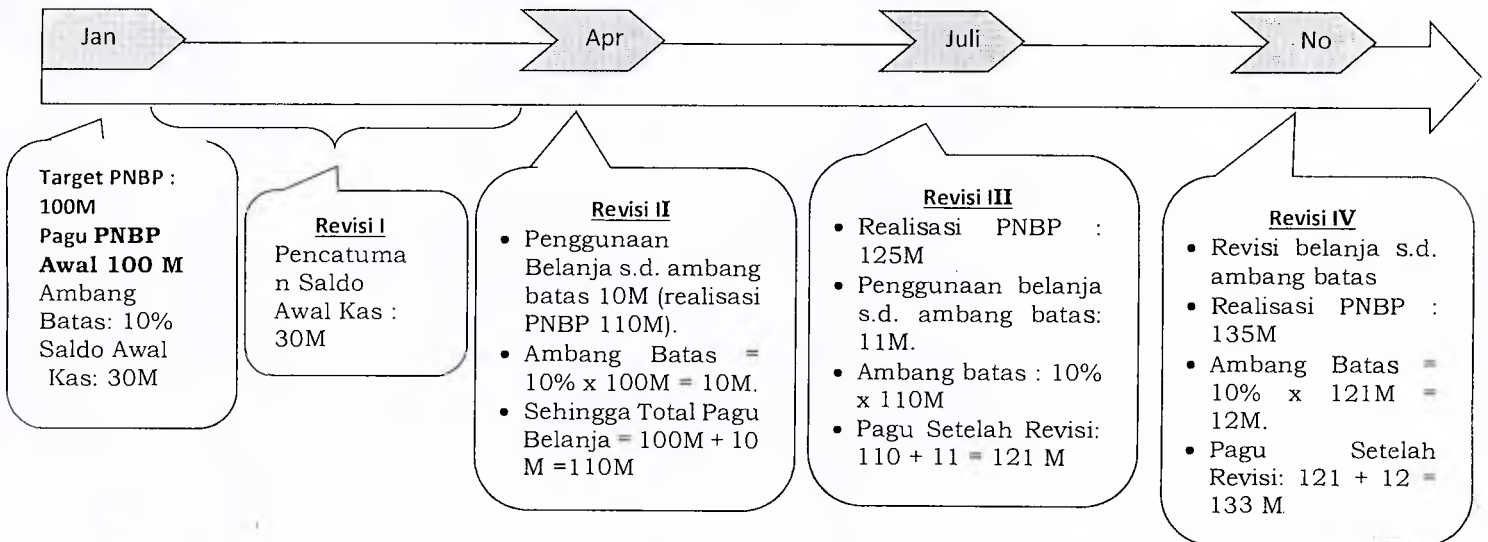 Jan
Apr
Juli
No
Target PNBP :
100M
Pagu PNBP
Awal 100 M
Ambang
Batas: 10%
Saldo Awal
Kas: 30M
Revisi I
Pencatuma
n Saldo
Awal Kas :
30M
Revisi II
• Penggunaan
Belanja s.d. ambang
batas 10M (realisasi
PNBP 110M).
• Ambang Batas =
10% x 100M = 10M.
• Sehingga Total Pagu
Belanja = 100M + 10
M =110M
Revisi III
• Realisasi PNBP :
125M
• Penggunaan belanja
s.d. ambang batas:
11M.
• Ambang batas : 10%
x 110M
• Pagu Setelah Revisi:
110 + 11 = 121 M
Revisi IV
• Revisi belanja s.d.
ambang batas
• Realisasi PNBP :
135M
• Ambang Batas =
10% x 121M =
12M.
• Pagu Setelah
Revisi: 121 + 12 =
133 M.